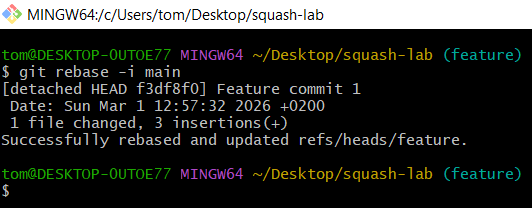 MINGW64:/c/Users/tom/Desktop/squash-lab
tom@DESKTOP-OUTOE77 MINGW64 ~/Desktop/squash-lab (feature)
$ git rebase -i main
[detached HEAD f3df8f0] Feature commit 1
 Date: Sun Mar 1 12:57:32 2026 +0200
 1 file changed, 3 insertions(+)
Successfully rebased and updated refs/heads/feature.
tom@DESKTOP-OUTOE77 MINGW64 ~/Desktop/squash-lab (feature)
$